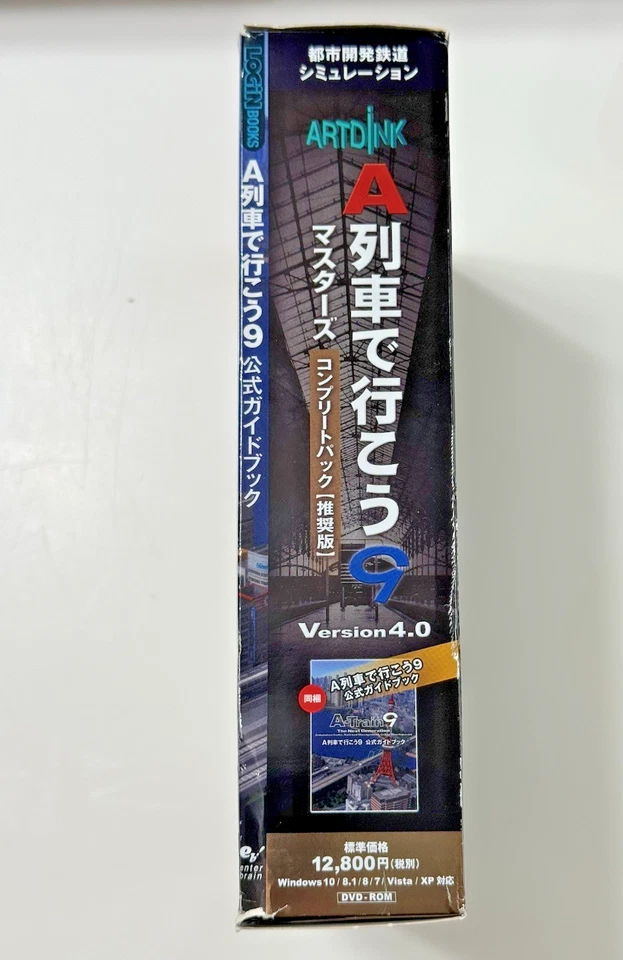 LOGiN BOOKS
A列車で行こう9 公式ガイドブック
enter
brain
都市開発鉄道
シミュレーション
ARTDINK
A列車で行こう9
マスターズ
コンプリートパック【推奨版】
Version 4.0
同梱
A列車で行こう9
公式ガイドブック
A-Train9
The Next Generation
A列車で行こう9 公式ガイドブック
標準価格
12,800円(税別)
Windows 10 / 8.1 / 8 / 7 / Vista / XP 対応
DVD-ROM